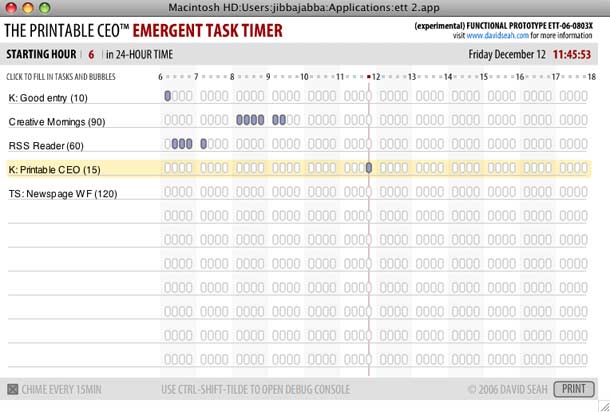 Macintosh HD:Users:jibbajabba:Applications:ett 2.app
THE PRINTABLE CEO™ EMERGENT TASK TIMER
(experimental) FUNCTIONAL PROTOTYPE ETT-06-0803X
visit www.davidseah.com for more information
STARTING HOUR | 6 | in 24-HOUR TIME
Friday December 12 11:45:53
CLICK TO FILL IN TASKS AND BUBBLES
6 7 8 9 10 11 12 13 14 15 16 17 18
K: Good entry (10)
Creative Mornings (90)
RSS Reader (60)
K: Printable CEO (15)
TS: Newspage WF (120)
CHIME EVERY 15MIN
USE CTRL-SHIFT-TILDE TO OPEN DEBUG CONSOLE
© 2006 DAVID SEAH
PRINT